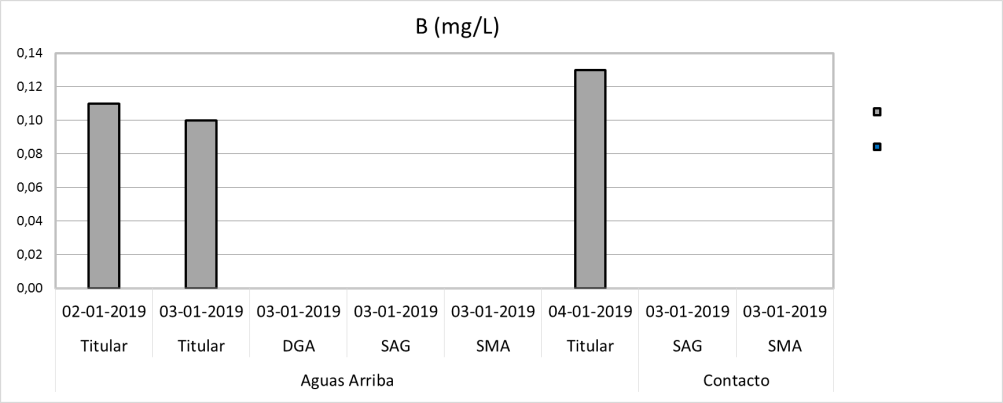 B (mg/L)
0,14
0,12
0,10
0,08
0,06
0,04
0,02
0,00
02-01-2019 03-01-2019 03-01-2019 03-01-2019 03-01-2019 04-01-2019 03-01-2019 03-01-2019
Titular Titular DGA SAG SMA Titular SAG SMA
Aguas Arriba Contacto